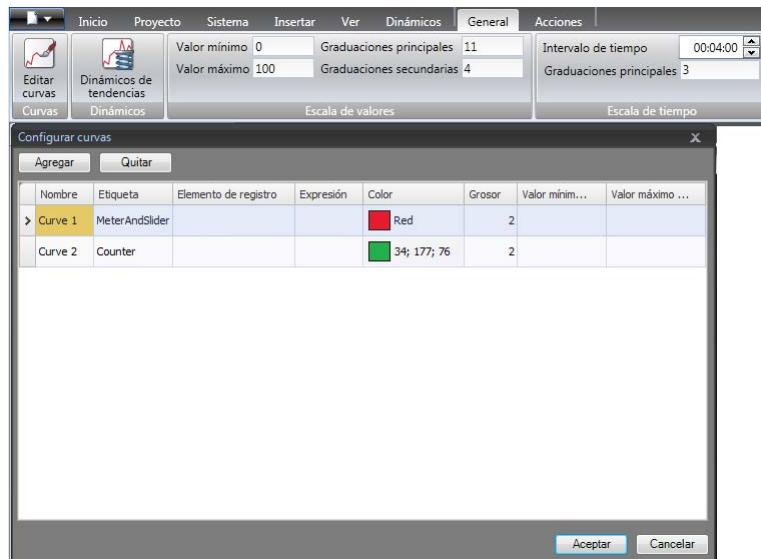 Inicio Proyecto Sistema Insertar Ver Dinámicos General Acciones
Editar curvas
Curvas
Dinámicos de tendencias
Dinámicos
Valor mínimo 0 Graduaciones principales 11
Valor máximo 100 Graduaciones secundarias 4
Escala de valores
Intervalo de tiempo 00:04:00
Graduaciones principales 3
Escala de tiempo
Configurar curvas x
Agregar Quitar
Nombre Etiqueta Elemento de registro Expresión Color Grosor Valor mínim... Valor máximo ...
Curve 1 MeterAndSlider Red 2
Curve 2 Counter 34; 177; 76 2
Aceptar Cancelar